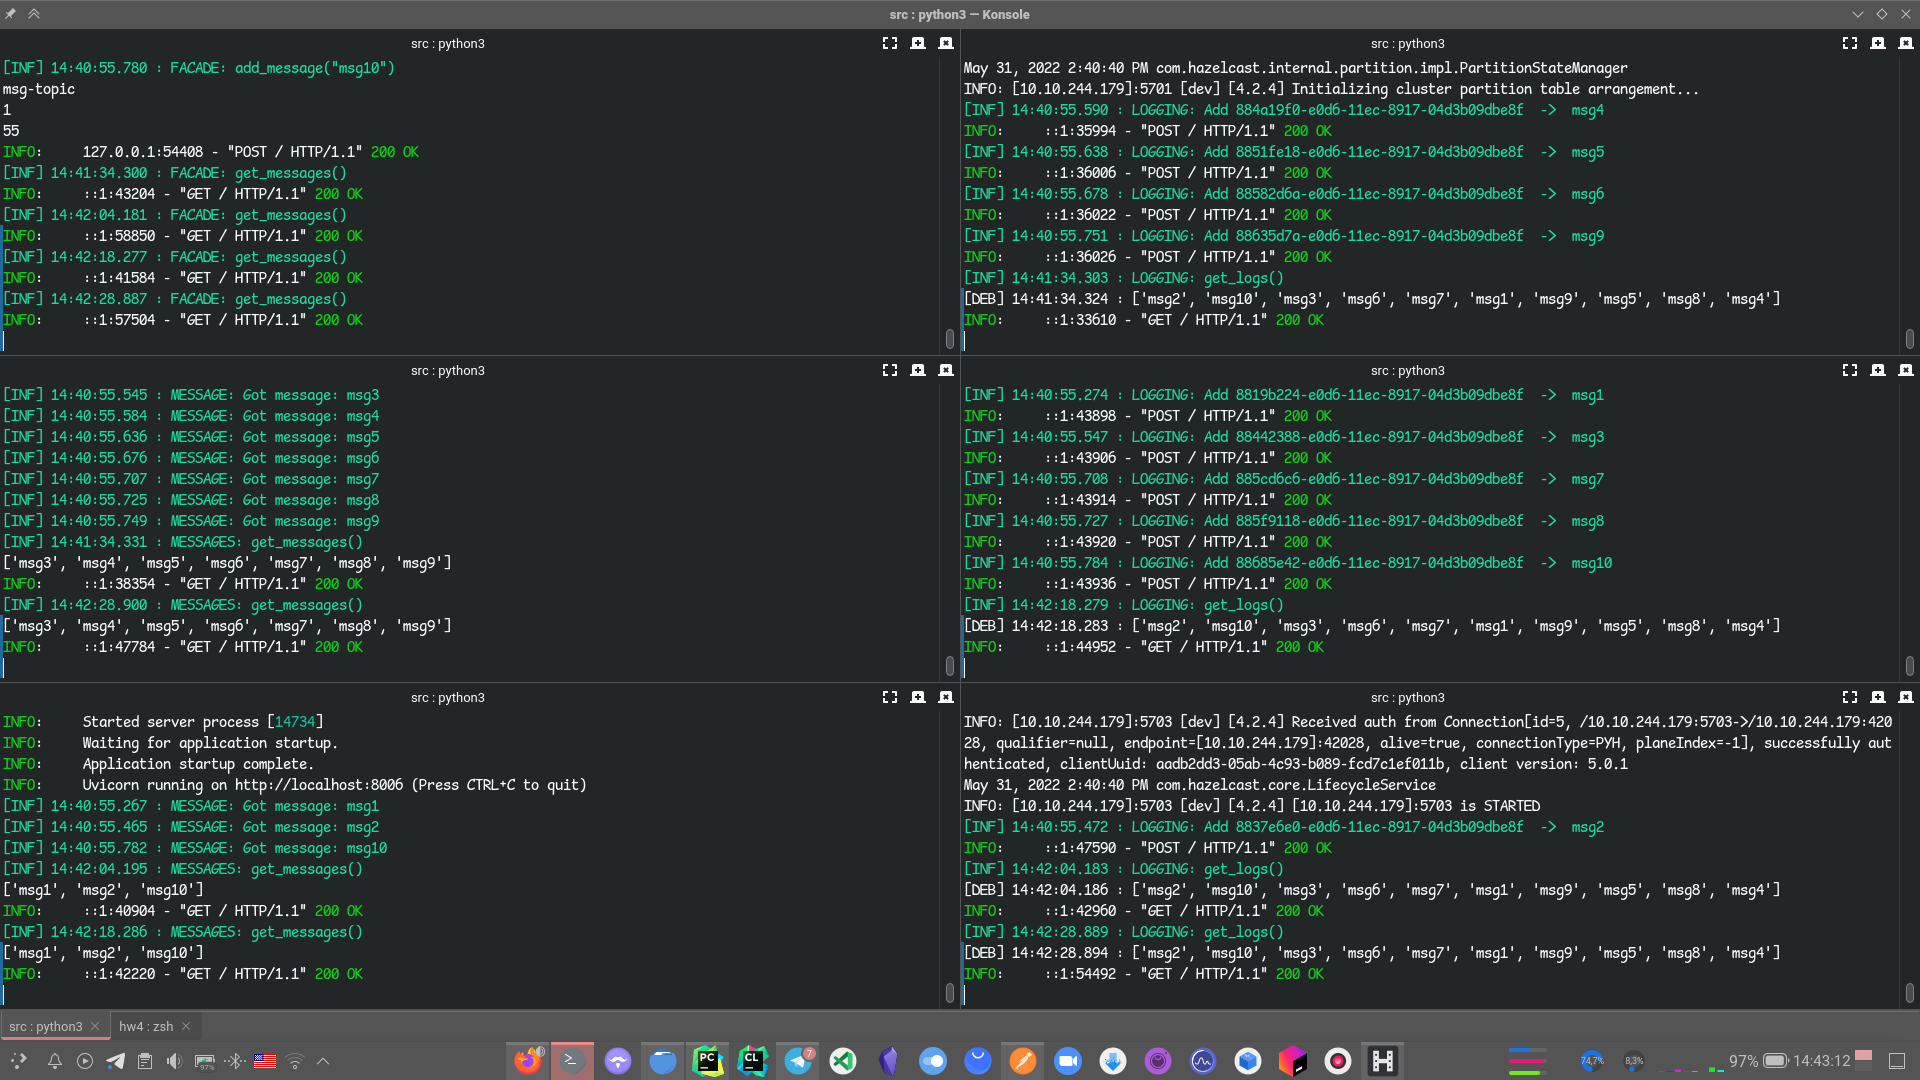 src : python3 — Konsole
src : python3
[INF] 14:40:55.780 : FACADE: add_message("msg10")
msg-topic
1
55
INFO:     127.0.0.1:54408 - "POST / HTTP/1.1" 200 OK
[INF] 14:41:34.300 : FACADE: get_messages()
INFO:     ::1:43204 - "GET / HTTP/1.1" 200 OK
[INF] 14:42:04.181 : FACADE: get_messages()
INFO:     ::1:58850 - "GET / HTTP/1.1" 200 OK
[INF] 14:42:18.277 : FACADE: get_messages()
INFO:     ::1:41584 - "GET / HTTP/1.1" 200 OK
[INF] 14:42:28.887 : FACADE: get_messages()
INFO:     ::1:57504 - "GET / HTTP/1.1" 200 OK
src : python3
May 31, 2022 2:40:40 PM com.hazelcast.internal.partition.impl.PartitionStateManager
INFO: [10.10.244.179]:5701 [dev] [4.2.4] Initializing cluster partition table arrangement...
[INF] 14:40:55.590 : LOGGING: Add 884a19f0-e0d6-11ec-8917-04d3b09dbe8f  ->  msg4
INFO:     ::1:35994 - "POST / HTTP/1.1" 200 OK
[INF] 14:40:55.638 : LOGGING: Add 8851fe18-e0d6-11ec-8917-04d3b09dbe8f  ->  msg5
INFO:     ::1:36006 - "POST / HTTP/1.1" 200 OK
[INF] 14:40:55.678 : LOGGING: Add 88582d6a-e0d6-11ec-8917-04d3b09dbe8f  ->  msg6
INFO:     ::1:36022 - "POST / HTTP/1.1" 200 OK
[INF] 14:40:55.751 : LOGGING: Add 88635d7a-e0d6-11ec-8917-04d3b09dbe8f  ->  msg9
INFO:     ::1:36026 - "POST / HTTP/1.1" 200 OK
[INF] 14:41:34.303 : LOGGING: get_logs()
[DEB] 14:41:34.324 : ['msg2', 'msg10', 'msg3', 'msg6', 'msg7', 'msg1', 'msg9', 'msg5', 'msg8', 'msg4']
INFO:     ::1:33610 - "GET / HTTP/1.1" 200 OK
src : python3
[INF] 14:40:55.545 : MESSAGE: Got message: msg3
[INF] 14:40:55.584 : MESSAGE: Got message: msg4
[INF] 14:40:55.636 : MESSAGE: Got message: msg5
[INF] 14:40:55.676 : MESSAGE: Got message: msg6
[INF] 14:40:55.707 : MESSAGE: Got message: msg7
[INF] 14:40:55.725 : MESSAGE: Got message: msg8
[INF] 14:40:55.749 : MESSAGE: Got message: msg9
[INF] 14:41:34.331 : MESSAGES: get_messages()
['msg3', 'msg4', 'msg5', 'msg6', 'msg7', 'msg8', 'msg9']
INFO:     ::1:38354 - "GET / HTTP/1.1" 200 OK
[INF] 14:42:28.900 : MESSAGES: get_messages()
['msg3', 'msg4', 'msg5', 'msg6', 'msg7', 'msg8', 'msg9']
INFO:     ::1:47784 - "GET / HTTP/1.1" 200 OK
src : python3
[INF] 14:40:55.274 : LOGGING: Add 8819b224-e0d6-11ec-8917-04d3b09dbe8f  ->  msg1
INFO:     ::1:43898 - "POST / HTTP/1.1" 200 OK
[INF] 14:40:55.547 : LOGGING: Add 88442388-e0d6-11ec-8917-04d3b09dbe8f  ->  msg3
INFO:     ::1:43906 - "POST / HTTP/1.1" 200 OK
[INF] 14:40:55.708 : LOGGING: Add 885cd6c6-e0d6-11ec-8917-04d3b09dbe8f  ->  msg7
INFO:     ::1:43914 - "POST / HTTP/1.1" 200 OK
[INF] 14:40:55.727 : LOGGING: Add 885f9118-e0d6-11ec-8917-04d3b09dbe8f  ->  msg8
INFO:     ::1:43920 - "POST / HTTP/1.1" 200 OK
[INF] 14:40:55.784 : LOGGING: Add 88685e42-e0d6-11ec-8917-04d3b09dbe8f  ->  msg10
INFO:     ::1:43936 - "POST / HTTP/1.1" 200 OK
[INF] 14:42:18.279 : LOGGING: get_logs()
[DEB] 14:42:18.283 : ['msg2', 'msg10', 'msg3', 'msg6', 'msg7', 'msg1', 'msg9', 'msg5', 'msg8', 'msg4']
INFO:     ::1:44952 - "GET / HTTP/1.1" 200 OK
src : python3
INFO:     Started server process [14734]
INFO:     Waiting for application startup.
INFO:     Application startup complete.
INFO:     Uvicorn running on http://localhost:8006 (Press CTRL+C to quit)
[INF] 14:40:55.267 : MESSAGE: Got message: msg1
[INF] 14:40:55.465 : MESSAGE: Got message: msg2
[INF] 14:40:55.782 : MESSAGE: Got message: msg10
[INF] 14:42:04.195 : MESSAGES: get_messages()
['msg1', 'msg2', 'msg10']
INFO:     ::1:40904 - "GET / HTTP/1.1" 200 OK
[INF] 14:42:18.286 : MESSAGES: get_messages()
['msg1', 'msg2', 'msg10']
INFO:     ::1:42220 - "GET / HTTP/1.1" 200 OK
src : python3
INFO: [10.10.244.179]:5703 [dev] [4.2.4] Received auth from Connection[id=5, /10.10.244.179:5703->/10.10.244.179:420
28, qualifier=null, endpoint=[10.10.244.179]:42028, alive=true, connectionType=PYH, planeIndex=-1], successfully aut
henticated, clientUuid: aadb2dd3-05ab-4c93-b089-fcd7c1ef011b, client version: 5.0.1
May 31, 2022 2:40:40 PM com.hazelcast.core.LifecycleService
INFO: [10.10.244.179]:5703 [dev] [4.2.4] [10.10.244.179]:5703 is STARTED
[INF] 14:40:55.472 : LOGGING: Add 8837e6e0-e0d6-11ec-8917-04d3b09dbe8f  ->  msg2
INFO:     ::1:47590 - "POST / HTTP/1.1" 200 OK
[INF] 14:42:04.183 : LOGGING: get_logs()
[DEB] 14:42:04.186 : ['msg2', 'msg10', 'msg3', 'msg6', 'msg7', 'msg1', 'msg9', 'msg5', 'msg8', 'msg4']
INFO:     ::1:42960 - "GET / HTTP/1.1" 200 OK
[INF] 14:42:28.889 : LOGGING: get_logs()
[DEB] 14:42:28.894 : ['msg2', 'msg10', 'msg3', 'msg6', 'msg7', 'msg1', 'msg9', 'msg5', 'msg8', 'msg4']
INFO:     ::1:54492 - "GET / HTTP/1.1" 200 OK
src : python3
hw4 : zsh
97%
PC
CL
7
74,7%
8,3%
97%
14:43:12